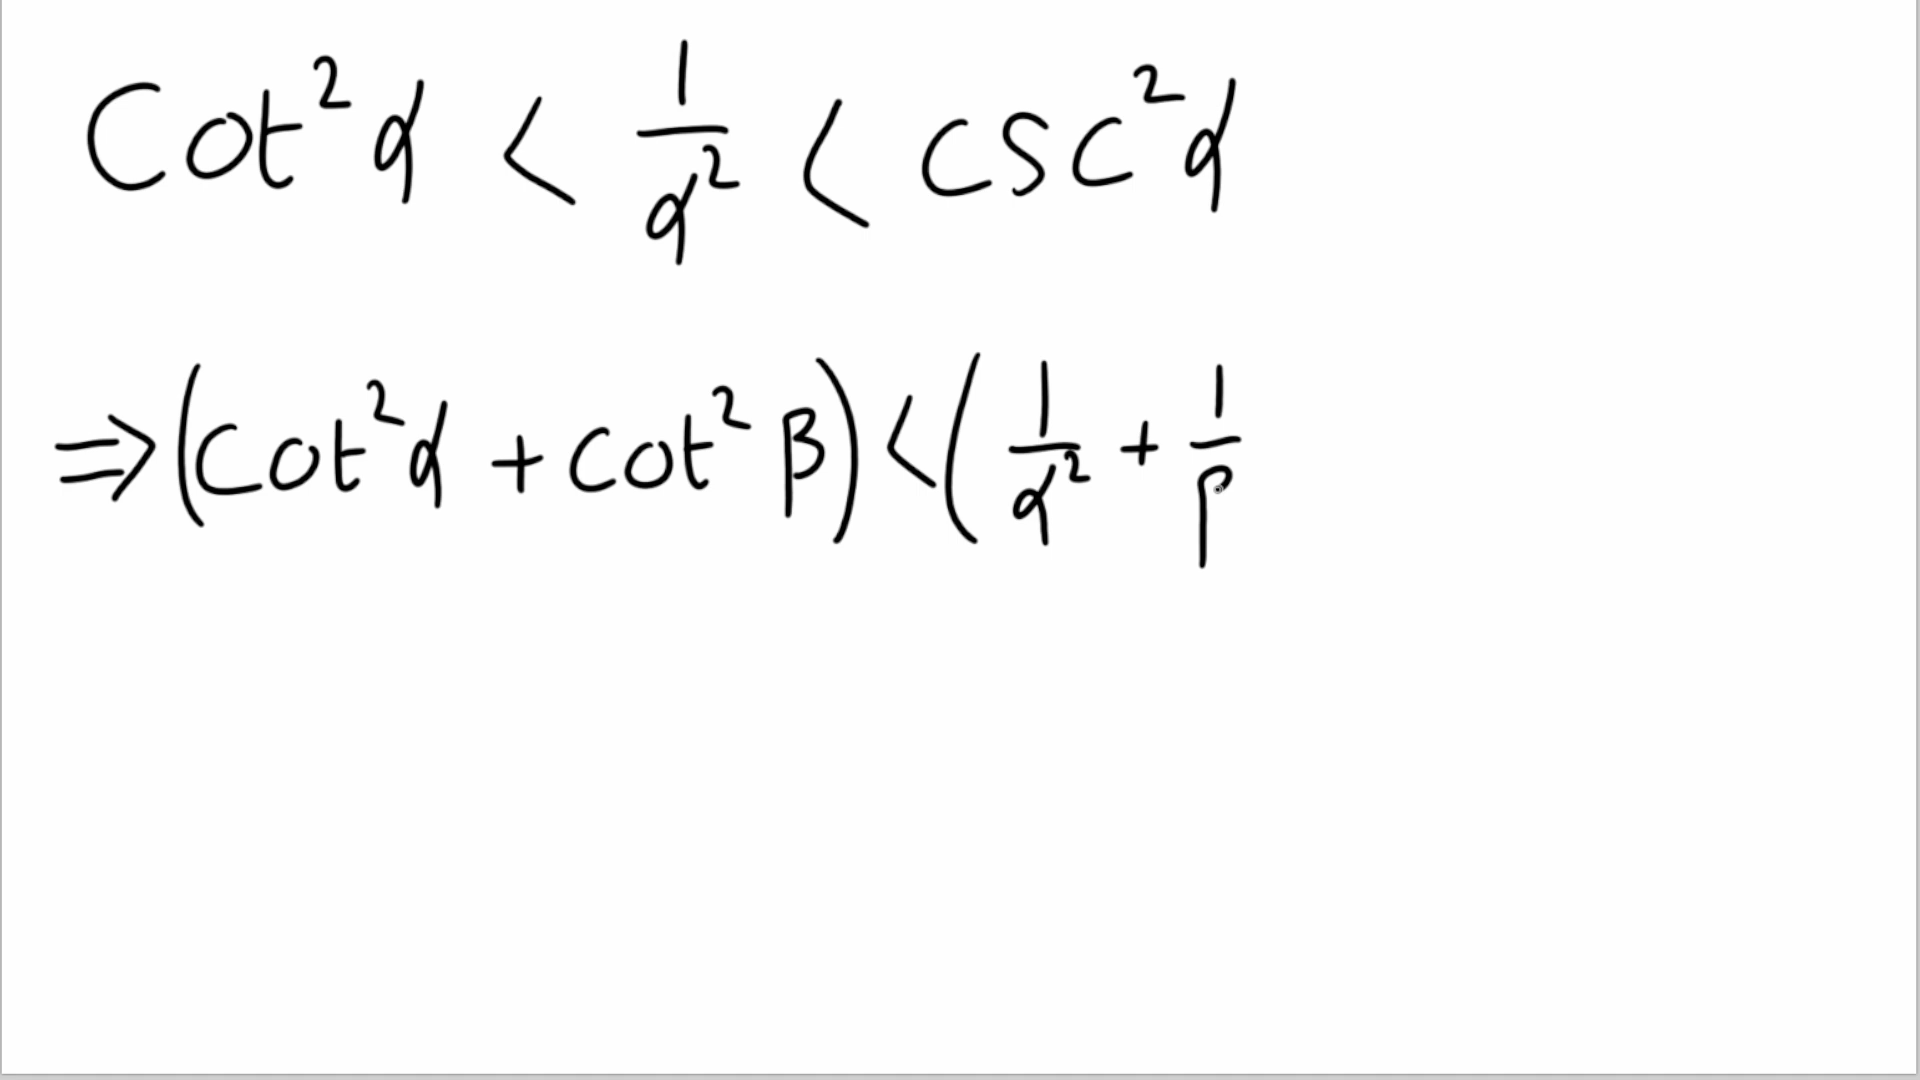 Cot²α < 1/α² < csc²α
⇒ (cot²α + cot²β) < (1/α² + 1/